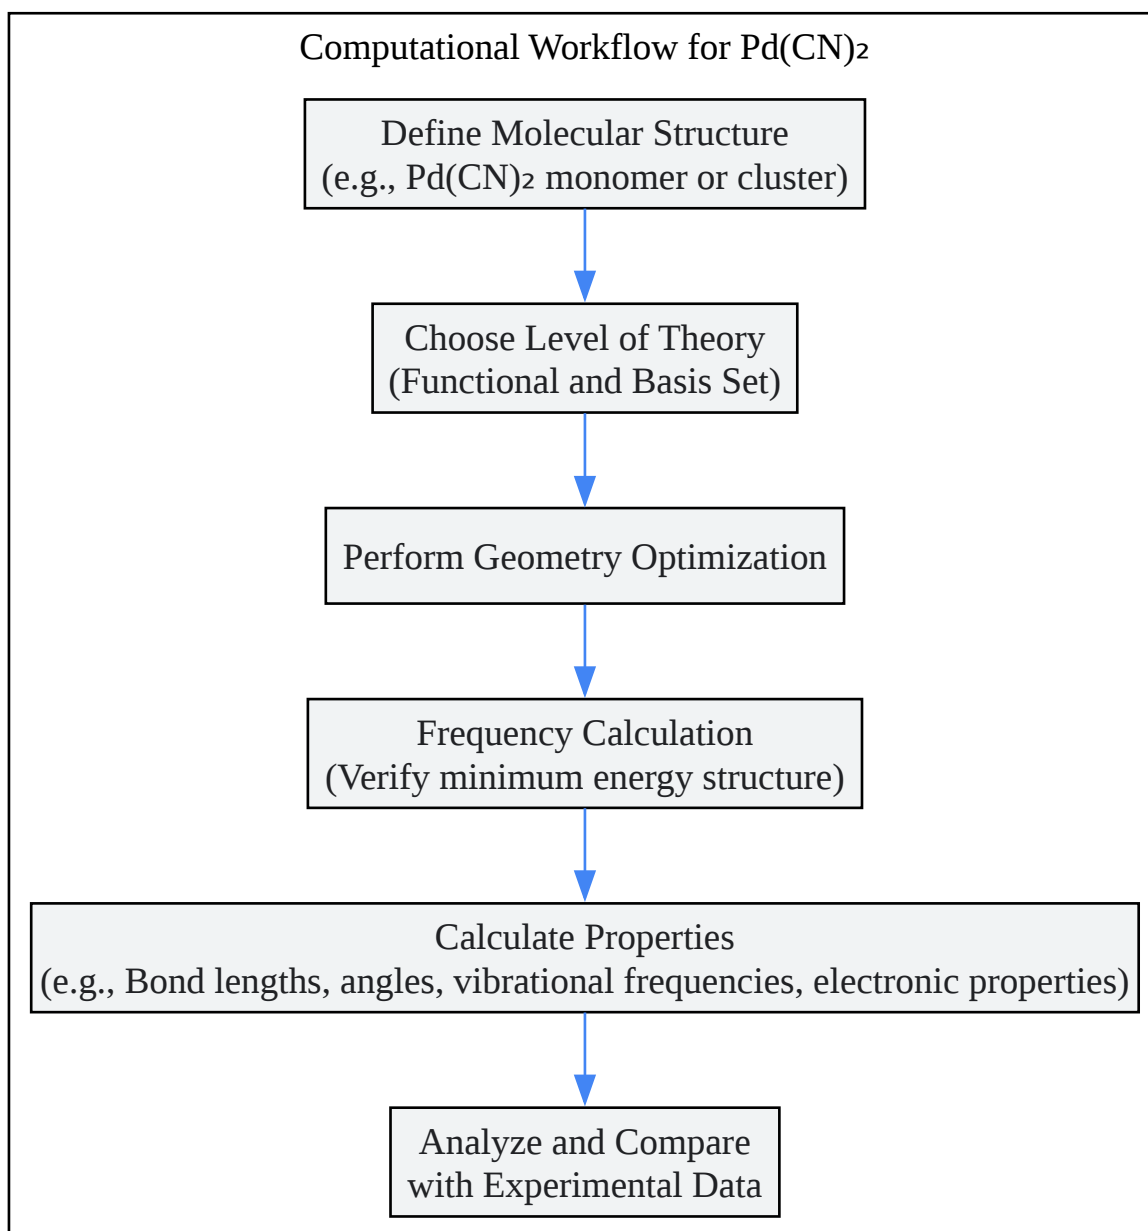 Computational Workflow for Pd(CN)₂
Define Molecular Structure
(e.g., Pd(CN)₂ monomer or cluster)
Choose Level of Theory
(Functional and Basis Set)
Perform Geometry Optimization
Frequency Calculation
(Verify minimum energy structure)
Calculate Properties
(e.g., Bond lengths, angles, vibrational frequencies, electronic properties)
Analyze and Compare
with Experimental Data